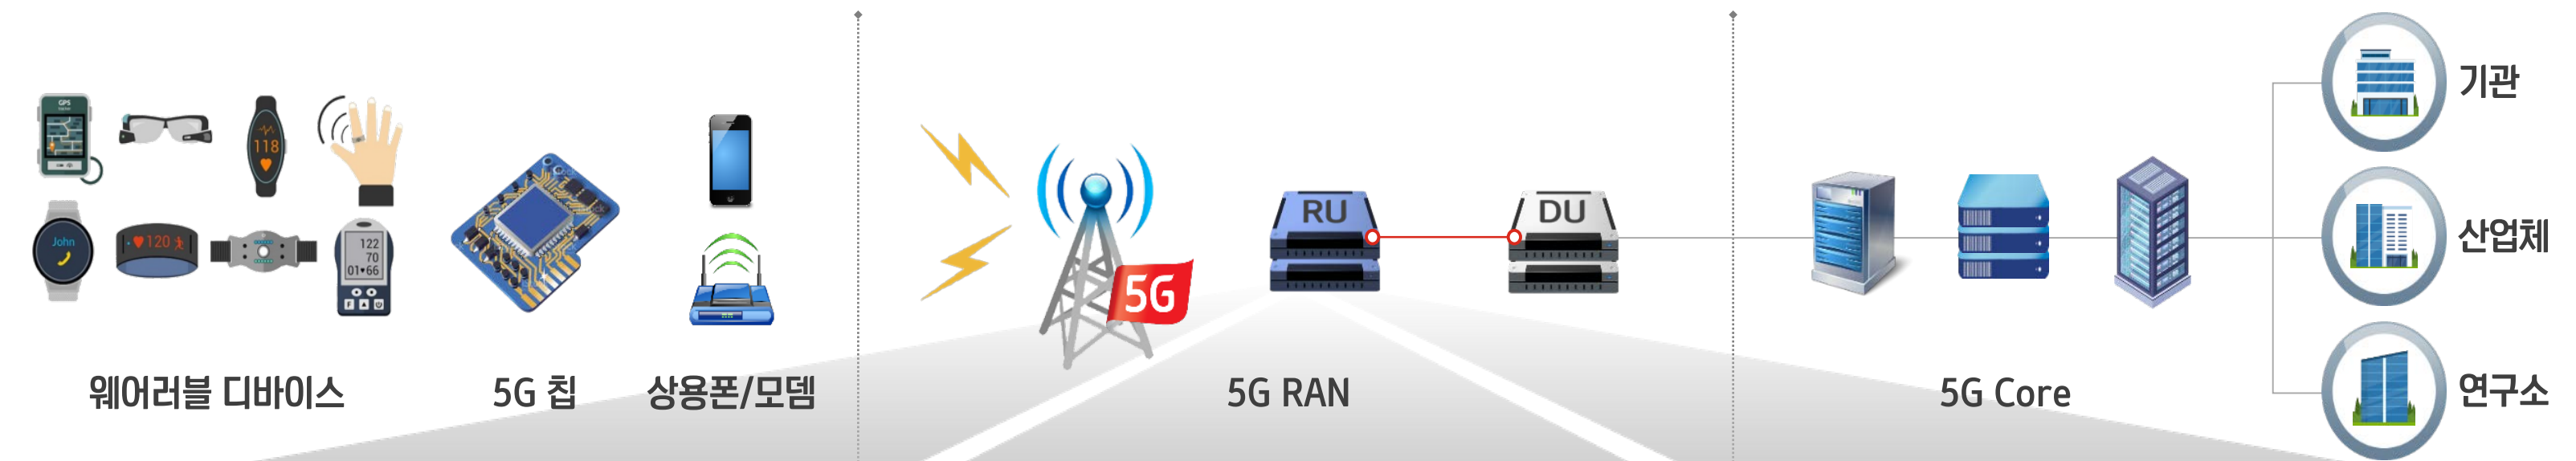 GPS
118
John
120
122
70
01♥66
웨어러블 디바이스
5G 칩
상용폰/모뎀
5G
RU
DU
5G RAN
5G Core
기관
산업체
연구소